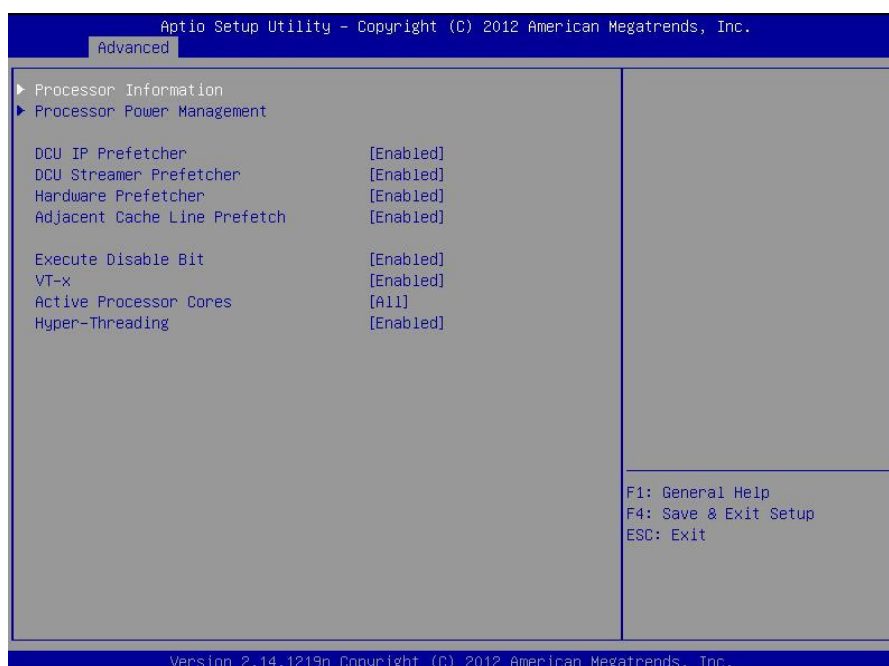 Aptio Setup Utility – Copyright (C) 2012 American Megatrends, Inc.
Advanced
Processor Information
Processor Power Management
DCU IP Prefetcher [Enabled]
DCU Streamer Prefetcher [Enabled]
Hardware Prefetcher [Enabled]
Adjacent Cache Line Prefetch [Enabled]
Execute Disable Bit [Enabled]
VT-x [Enabled]
Active Processor Cores [All]
Hyper-Threading [Enabled]
F1: General Help
F4: Save & Exit Setup
ESC: Exit
Version 2.14.1219n Copyright (C) 2012 American Megatrends, Inc.